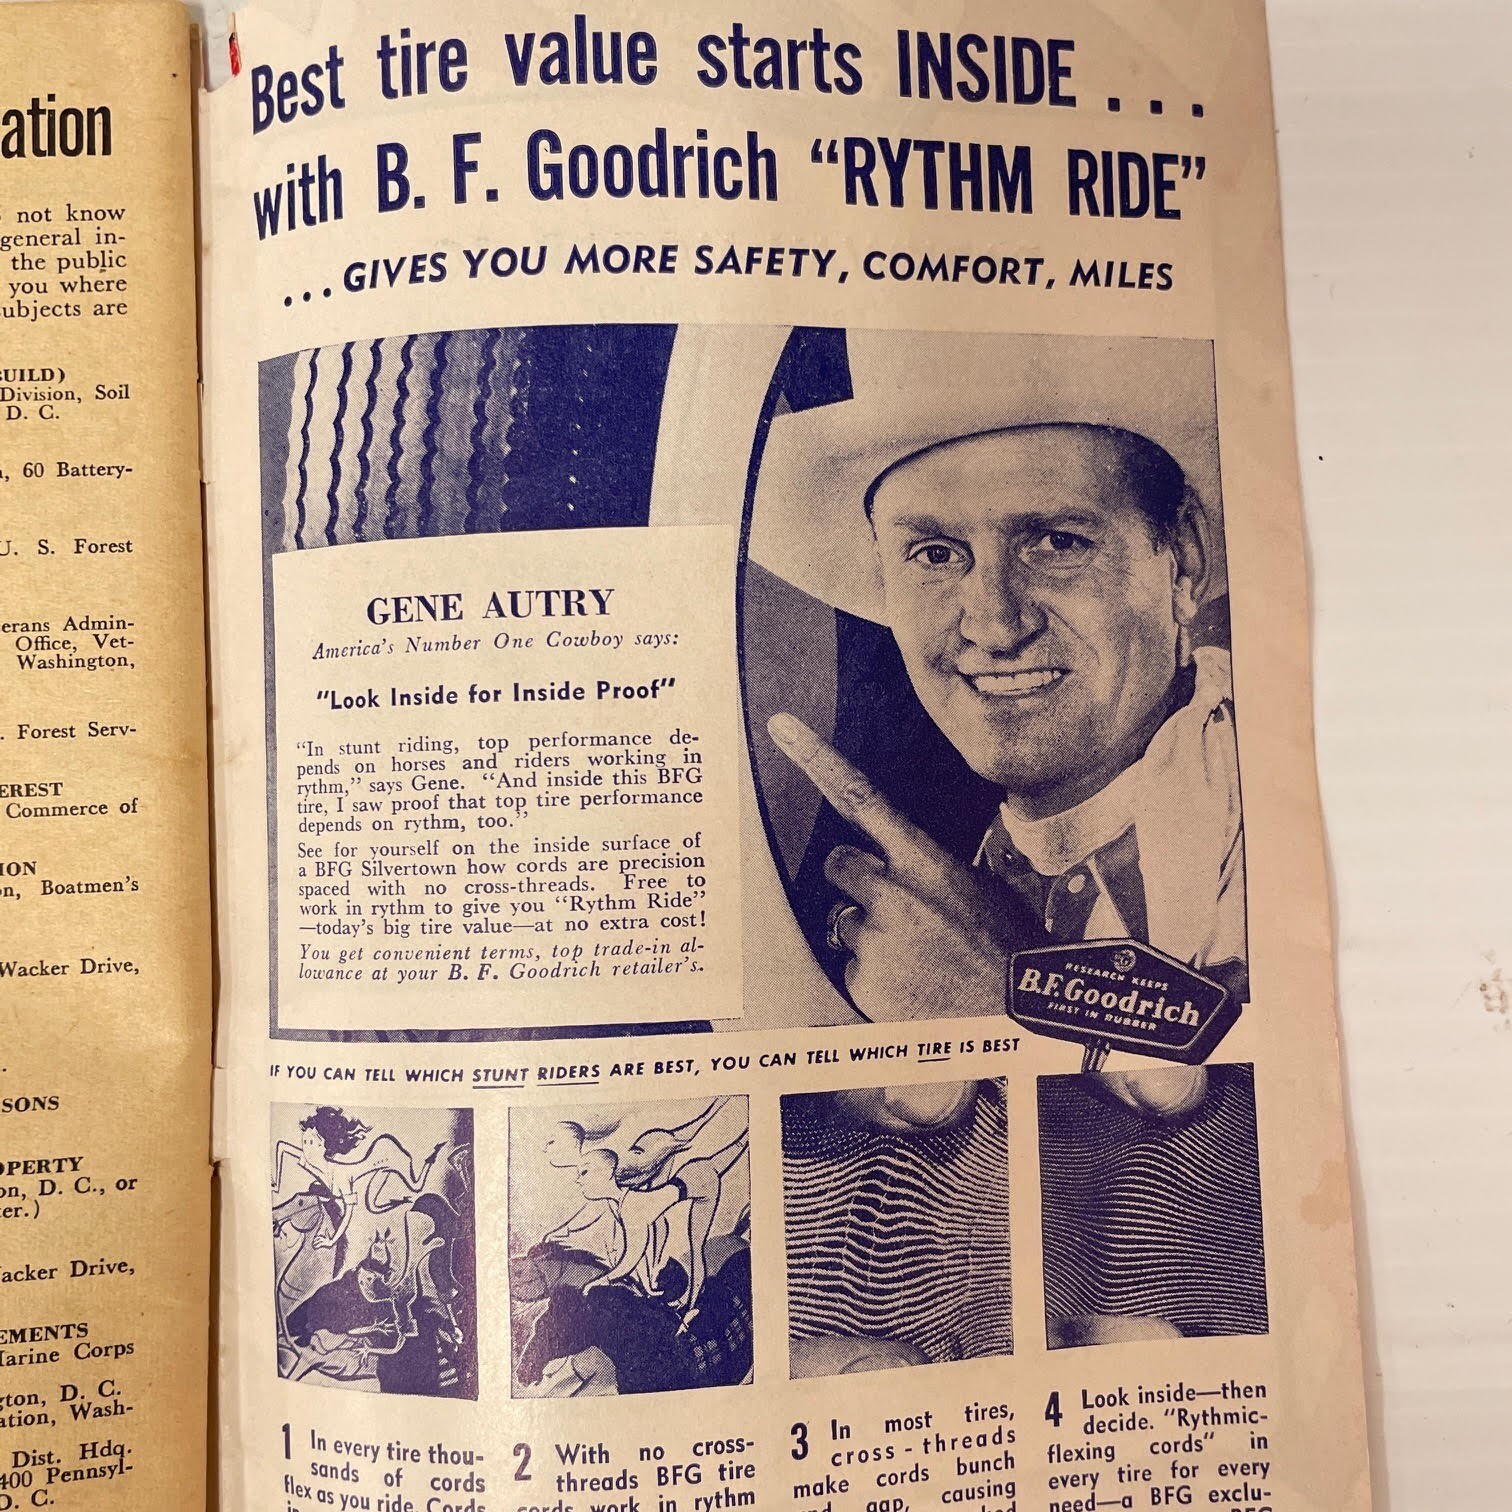 ation
not know
general in-
the public
you where
ubjects are
UILD)
Division, Soil
D. C.
60 Battery-
U. S. Forest
erans Admin-
Office, Vet-
Washington,
. Forest Serv-
EREST
Commerce of
ION
n, Boatmen's
Wacker Drive,
SONS
OPERTY
on, D. C., or
er.)
acker Drive,
EMENTS
Marine Corps
gton, D. C.
ation, Wash-
Dist. Hdq.
400 Pennsyl-
D. C.
Best tire value starts INSIDE . . .
with B. F. Goodrich “RYTHM RIDE”
...GIVES YOU MORE SAFETY, COMFORT, MILES
GENE AUTRY
America's Number One Cowboy says:
"Look Inside for Inside Proof"
“In stunt riding, top performance de-
pends on horses and riders working in
rythm,” says Gene. “And inside this BFG
tire, I saw proof that top tire performance
depends on rythm, too.”
See for yourself on the inside surface of
a BFG Silvertown how cords are precision
spaced with no cross-threads. Free to
work in rythm to give you “Rythm Ride”
—today's big tire value—at no extra cost!
You get convenient terms, top trade-in al-
lowance at your B. F. Goodrich retailer's.
RESEARCH KEEPS
B.F. Goodrich
FIRST IN RUBBER
IF YOU CAN TELL WHICH STUNT RIDERS ARE BEST, YOU CAN TELL WHICH TIRE IS BEST
1 In every tire thou-
sands of cords
flex as you ride. Cords
2 With no cross-
threads BFG tire
cords work in rythm
3 In most tires,
cross-threads
make cords bunch
gap, causing
4 Look inside—then
decide. "Rythmic-
flexing cords" in
every tire for every
need—a BFG exclu-